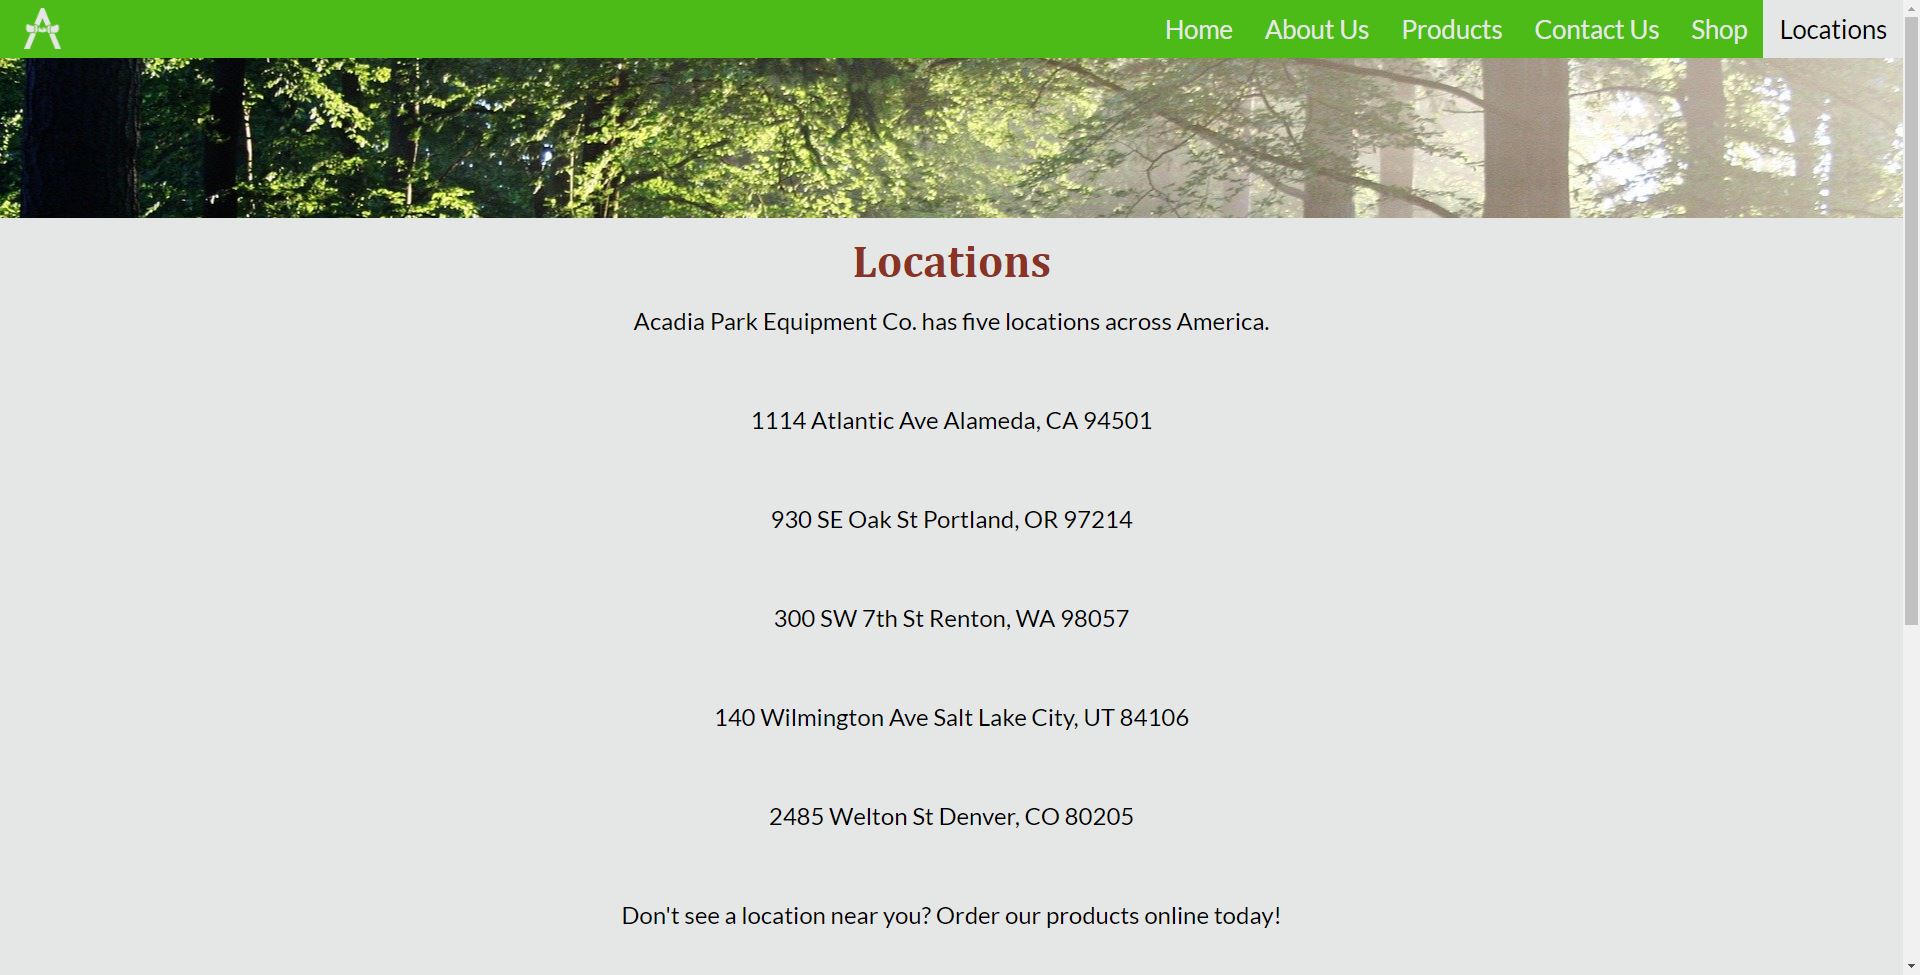 Home About Us Products Contact Us Shop Locations
Locations
Acadia Park Equipment Co. has five locations across America.
1114 Atlantic Ave Alameda, CA 94501
930 SE Oak St Portland, OR 97214
300 SW 7th St Renton, WA 98057
140 Wilmington Ave Salt Lake City, UT 84106
2485 Welton St Denver, CO 80205
Don't see a location near you? Order our products online today!